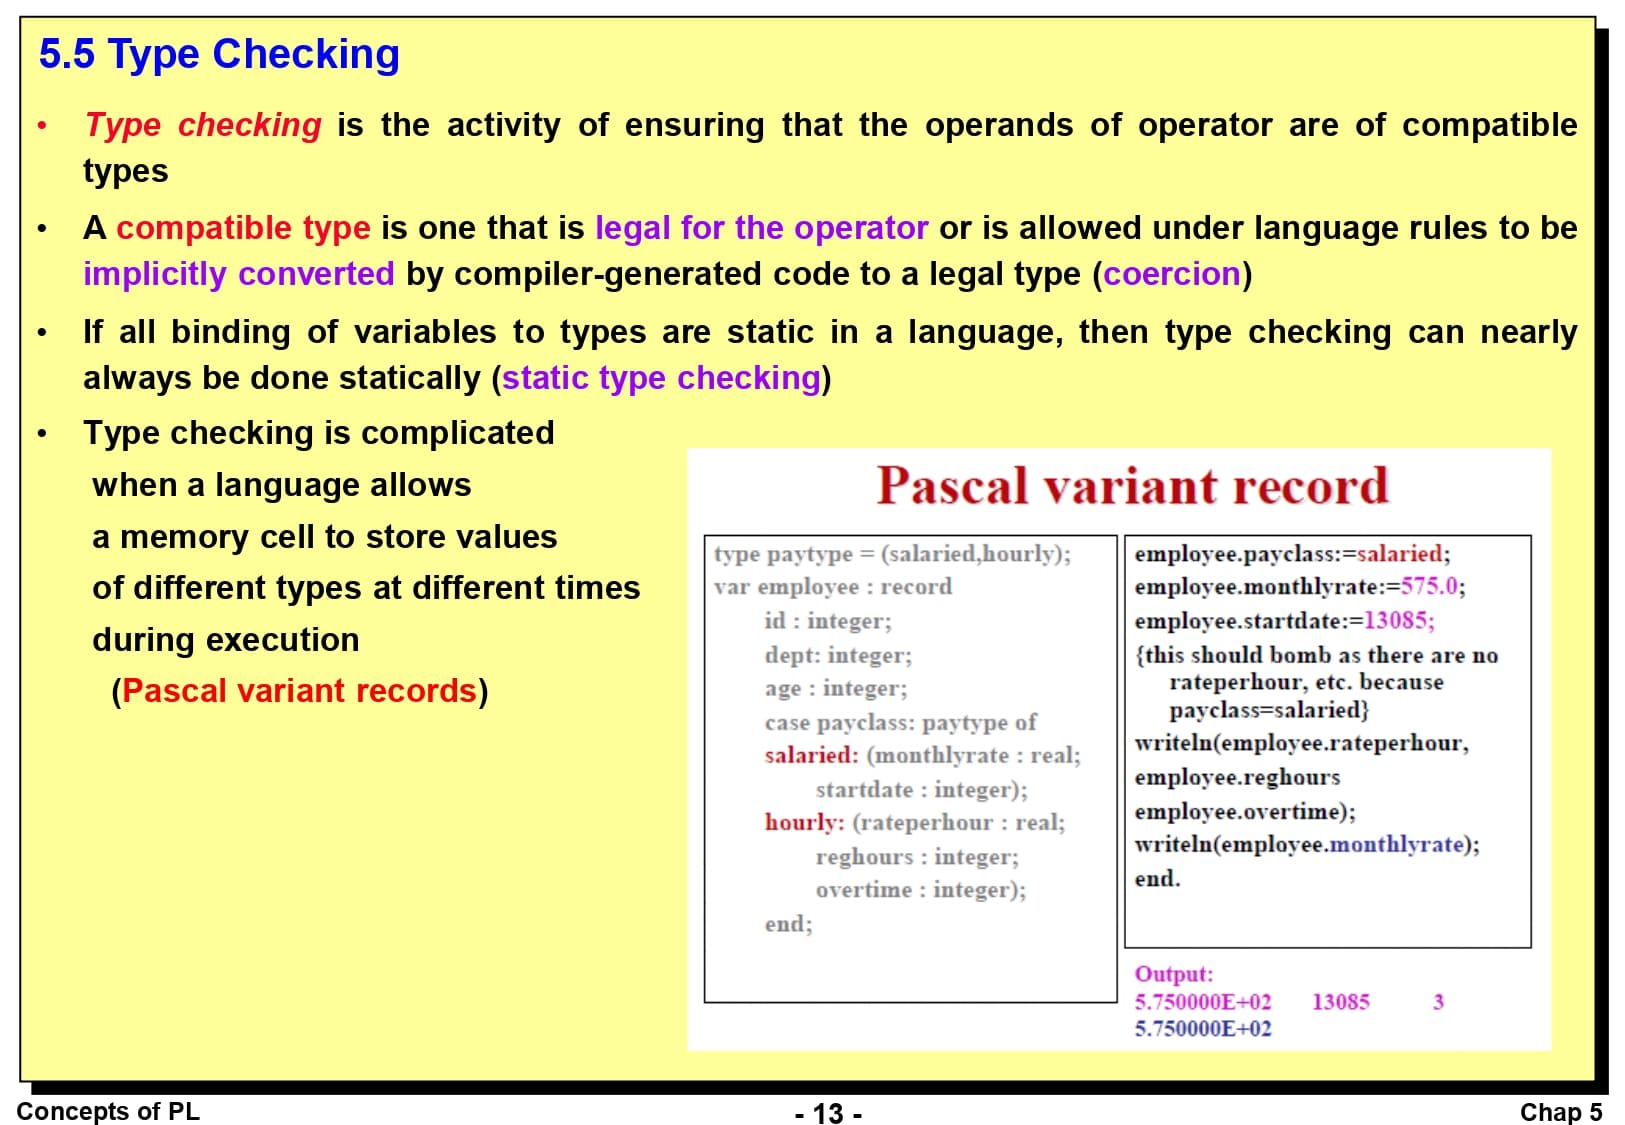 5.5 Type Checking
• Type checking is the activity of ensuring that the operands of operator are of compatible
types
• A compatible type is one that is legal for the operator or is allowed under language rules to be
implicitly converted by compiler-generated code to a legal type (coercion)
• If all binding of variables to types are static in a language, then type checking can nearly
always be done statically (static type checking)
• Type checking is complicated
when a language allows
a memory cell to store values
of different types at different times
during execution
(Pascal variant records)
Pascal variant record
type paytype = (salaried,hourly);
var employee : record
id : integer;
dept: integer;
age : integer;
case payclass: paytype of
salaried: (monthlyrate : real;
startdate : integer);
hourly: (rateperhour : real;
reghours : integer;
overtime : integer);
end;
employee.payclass:=salaried;
employee.monthlyrate:=575.0;
employee.startdate:=13085;
{this should bomb as there are no
rateperhour, etc. because
payclass=salaried}
writeln(employee.rateperhour,
employee.reghours
employee.overtime);
writeln(employee.monthlyrate);
end.
Output:
5.750000E+02 13085 3
5.750000E+02
Concepts of PL
- 13 -
Chap 5